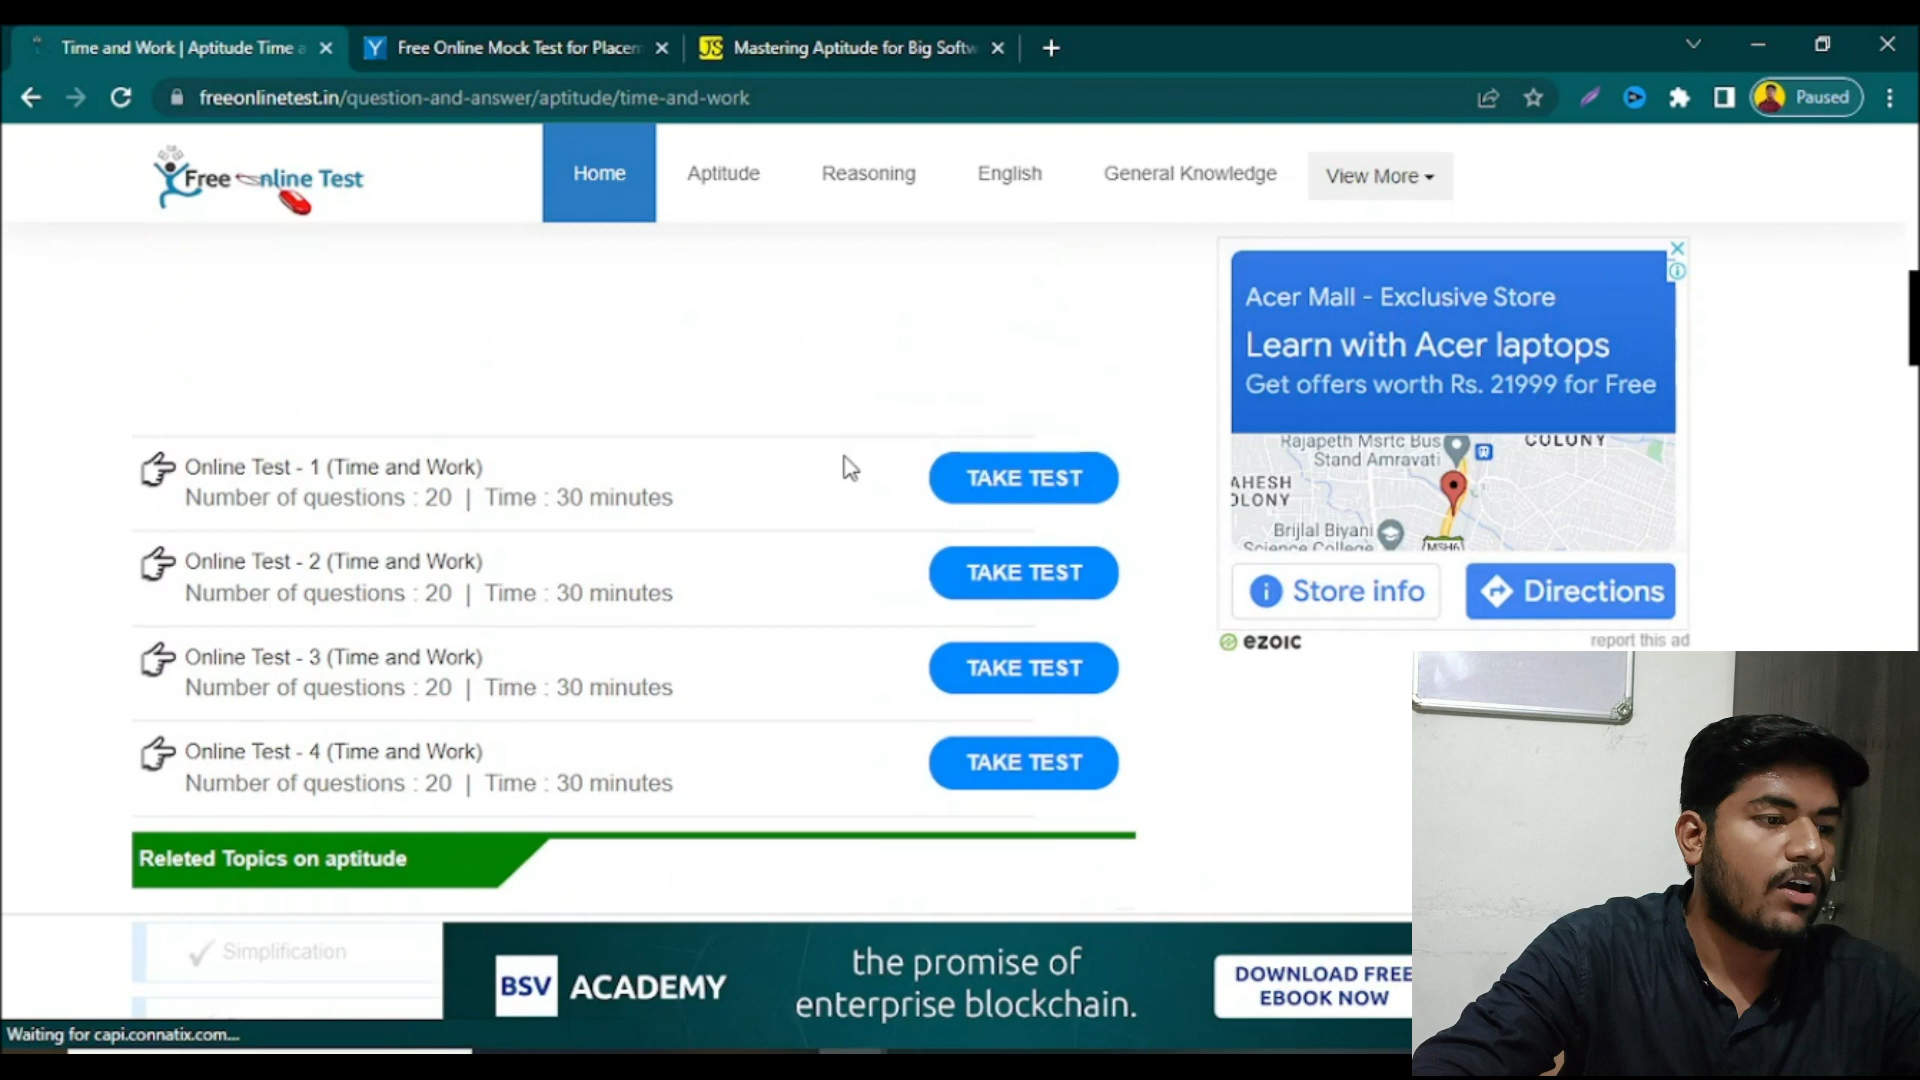 Time and Work | Aptitude Time a
Free Online Mock Test for Placem
JS
Mastering Aptitude for Big Softw
freeonlinetest.in/question-and-answer/aptitude/time-and-work
Paused
Free Online Test
Home
Aptitude
Reasoning
English
General Knowledge
View More
Acer Mall - Exclusive Store
Learn with Acer laptops
Get offers worth Rs. 21999 for Free
Rajapeth Msrtc Bus
Stand Amravati
COLONY
AHESH
OLONY
Brijlal Biyani
Science College
MSH6
Store info
Directions
ezoic
report this ad
Online Test - 1 (Time and Work)
Number of questions : 20 | Time : 30 minutes
TAKE TEST
Online Test - 2 (Time and Work)
Number of questions : 20 | Time : 30 minutes
TAKE TEST
Online Test - 3 (Time and Work)
Number of questions : 20 | Time : 30 minutes
TAKE TEST
Online Test - 4 (Time and Work)
Number of questions : 20 | Time : 30 minutes
TAKE TEST
Releted Topics on aptitude
Simplification
BSV ACADEMY
the promise of
enterprise blockchain.
DOWNLOAD FREE
EBOOK NOW
Waiting for capi.connatix.com...